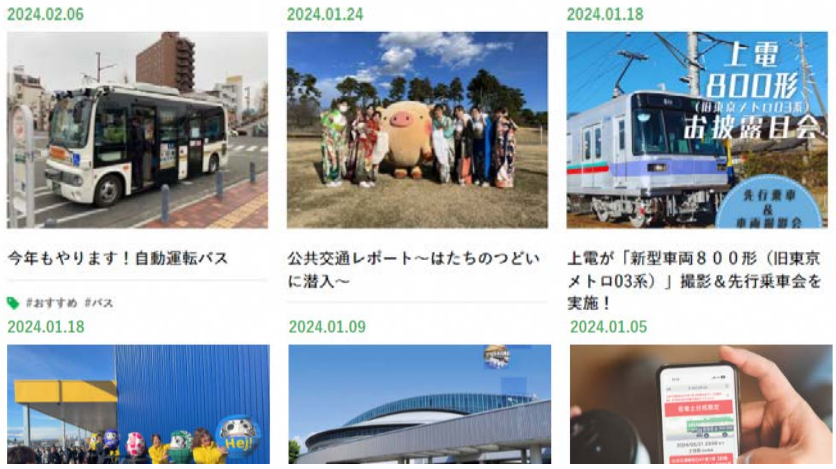 2024.02.06
2024.01.24
2024.01.18
上電
800形
(旧東京メトロ03系)
お披露目会
先行乗車
&
車両撮影会
今年もやります！自動運転バス
#おすすめ #バス
公共交通レポート～はたちのつどい
に潜入～
上電が「新型車両８００形（旧東京
メトロ03系）」撮影＆先行乗車会を
実施！
2024.01.18
2024.01.09
2024.01.05
Hej!